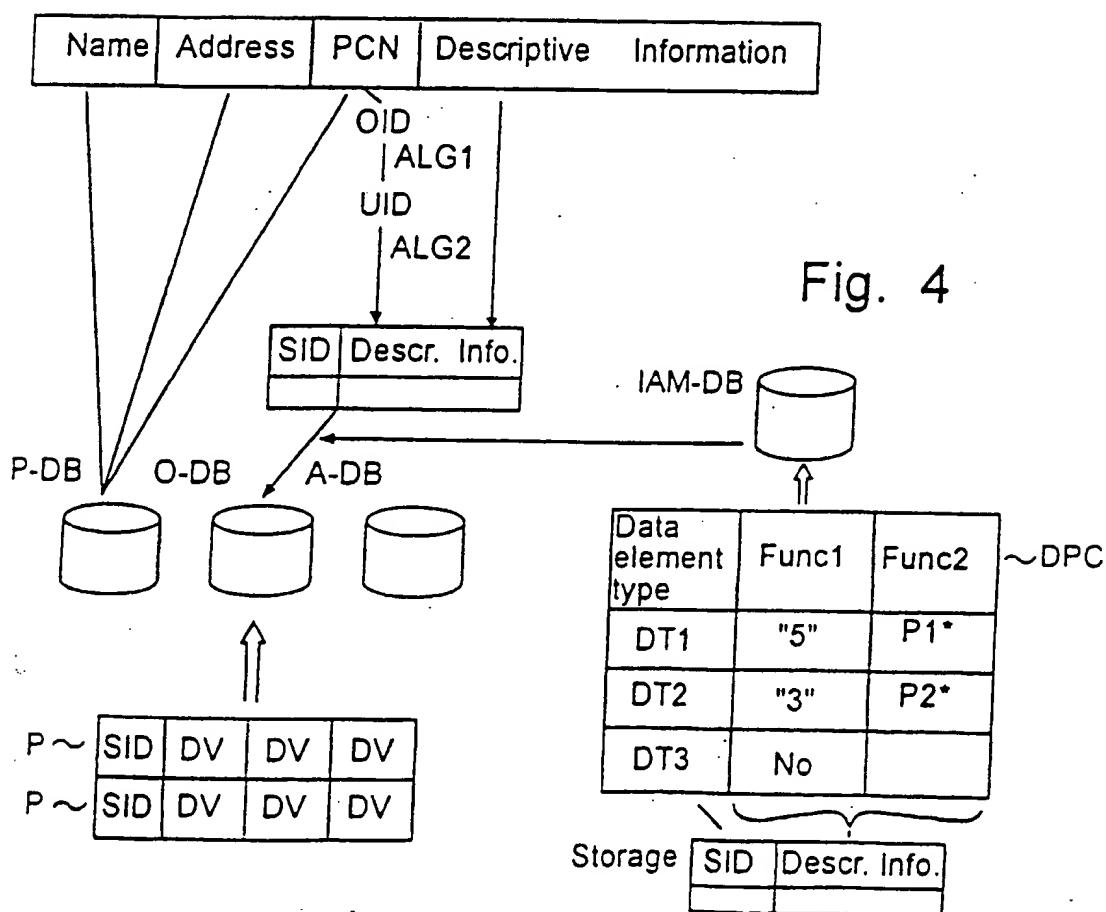 Name Address PCN Descriptive Information
OID
ALG1
UID
ALG2
Fig. 4
SID Descr. Info.
IAM-DB
P-DB O-DB A-DB
Data element type Func1 Func2 ~DPC
DT1 "5" P1*
DT2 "3" P2*
DT3 No
P~ SID DV DV DV
P~ SID DV DV DV
Storage SID Descr. Info.